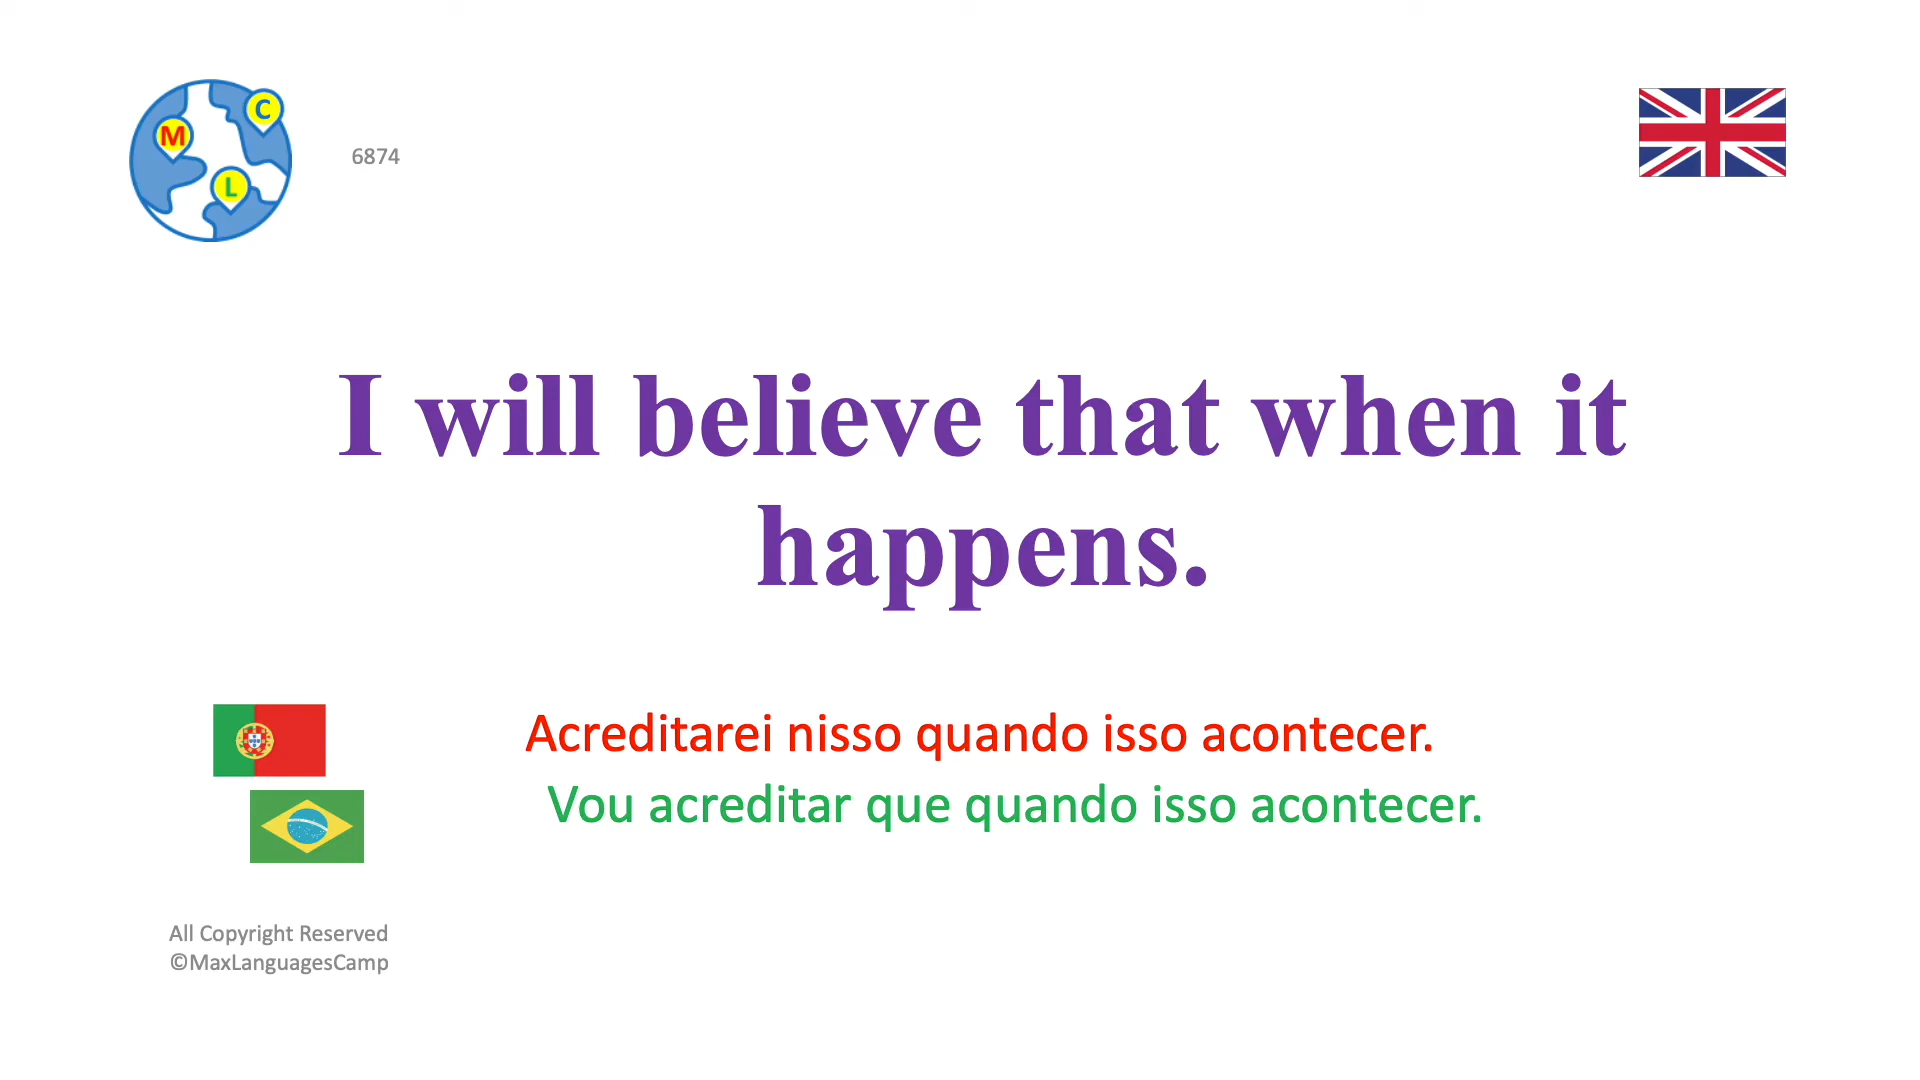 C
M
L
6874
I will believe that when it
happens.
Acreditarei nisso quando isso acontecer.
Vou acreditar que quando isso acontecer.
All Copyright Reserved
©MaxLanguagesCamp